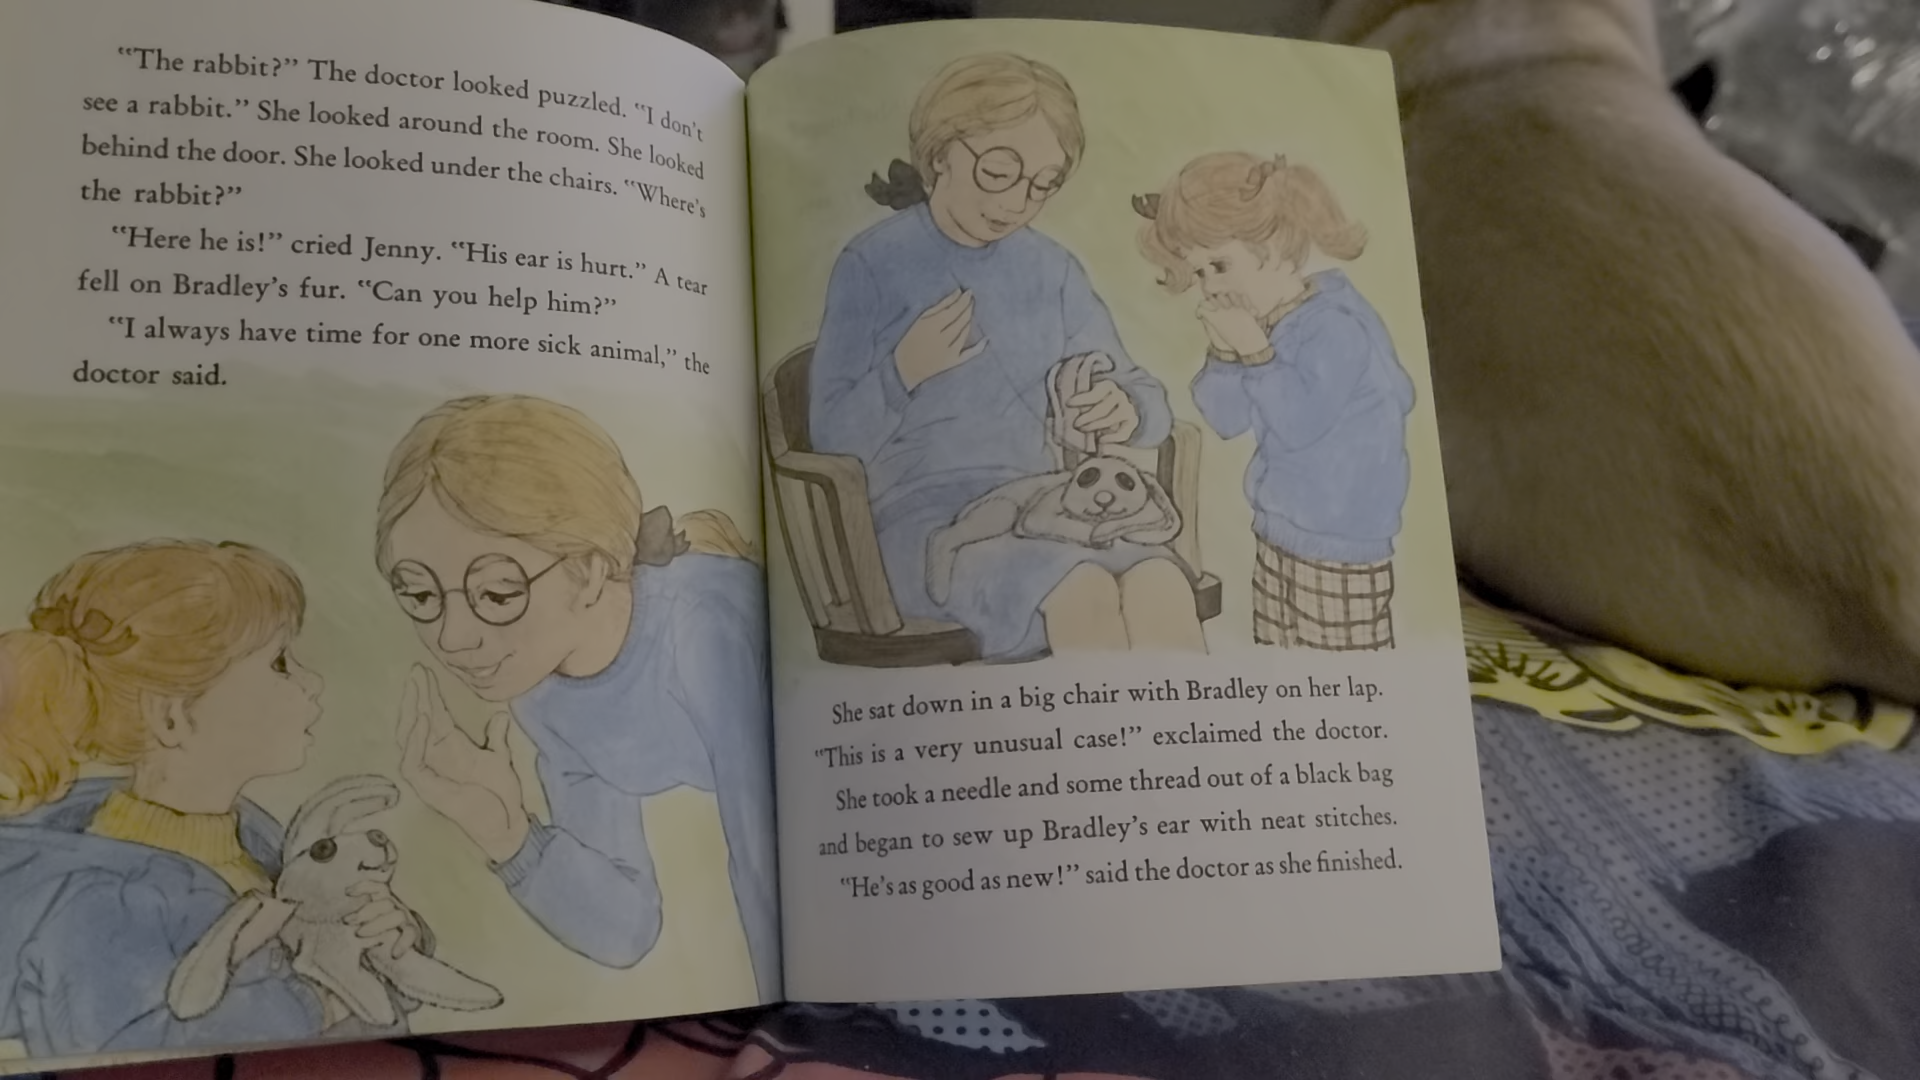 “The rabbit?” The doctor looked puzzled. “I don’t
see a rabbit.” She looked around the room. She looked
behind the door. She looked under the chairs. “Where’s
the rabbit?”
“Here he is!” cried Jenny. “His ear is hurt.” A tear
fell on Bradley’s fur. “Can you help him?”
“I always have time for one more sick animal,” the
doctor said.
She sat down in a big chair with Bradley on her lap.
“This is a very unusual case!” exclaimed the doctor.
She took a needle and some thread out of a black bag
and began to sew up Bradley’s ear with neat stitches.
“He’s as good as new!” said the doctor as she finished.